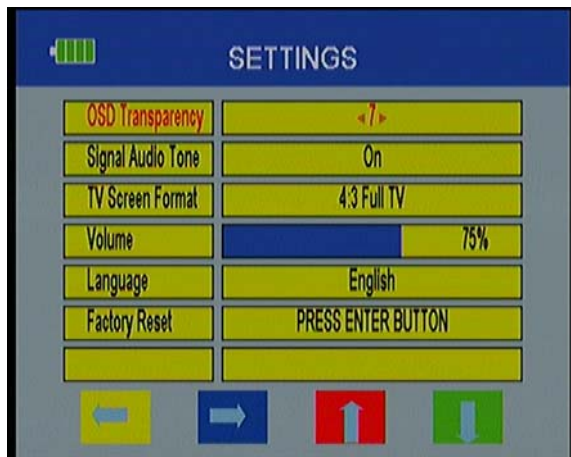 SETTINGS
OSD Transparency 7
Signal Audio Tone On
TV Screen Format 4:3 Full TV
Volume 75%
Language English
Factory Reset PRESS ENTER BUTTON